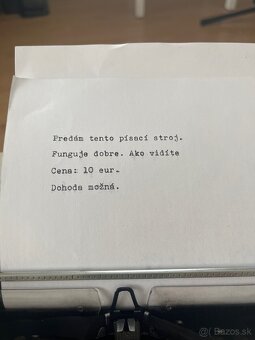 Predám tento písací stroj.
Funguje dobre. Ako vidíte
Cena: 10 eur.
Dohoda možná.
Bazos.sk